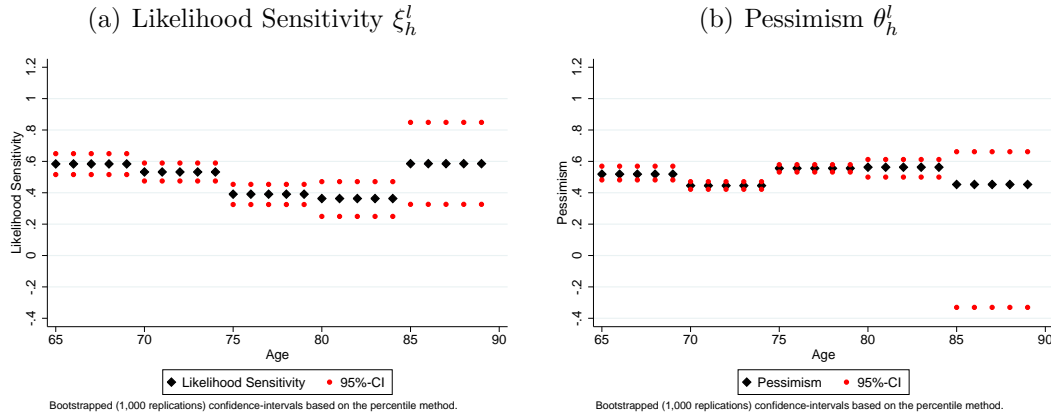 (a) Likelihood Sensitivity ξ_h^l
Likelihood Sensitivity
1.2
1
.8
.6
.4
.2
0
-.2
-.4
65 70 75 80 85 90
Age
Likelihood Sensitivity 95%-CI
Bootstrapped (1,000 replications) confidence-intervals based on the percentile method.
(b) Pessimism θ_h^l
Pessimism
1.2
1
.8
.6
.4
.2
0
-.2
-.4
65 70 75 80 85 90
Age
Pessimism 95%-CI
Bootstrapped (1,000 replications) confidence-intervals based on the percentile method.